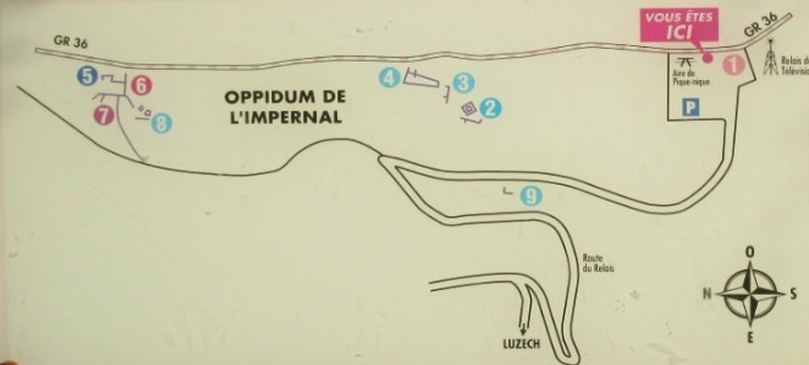 VOUS ÊTES
ICI
GR 36
GR 36
1
Relais de
Télévision
Aire de
Pique-nique
P
5
6
4
3
2
7
8
OPPIDUM DE
L'IMPERNAL
9
Route
du Relais
LUZECH
O
N
S
E